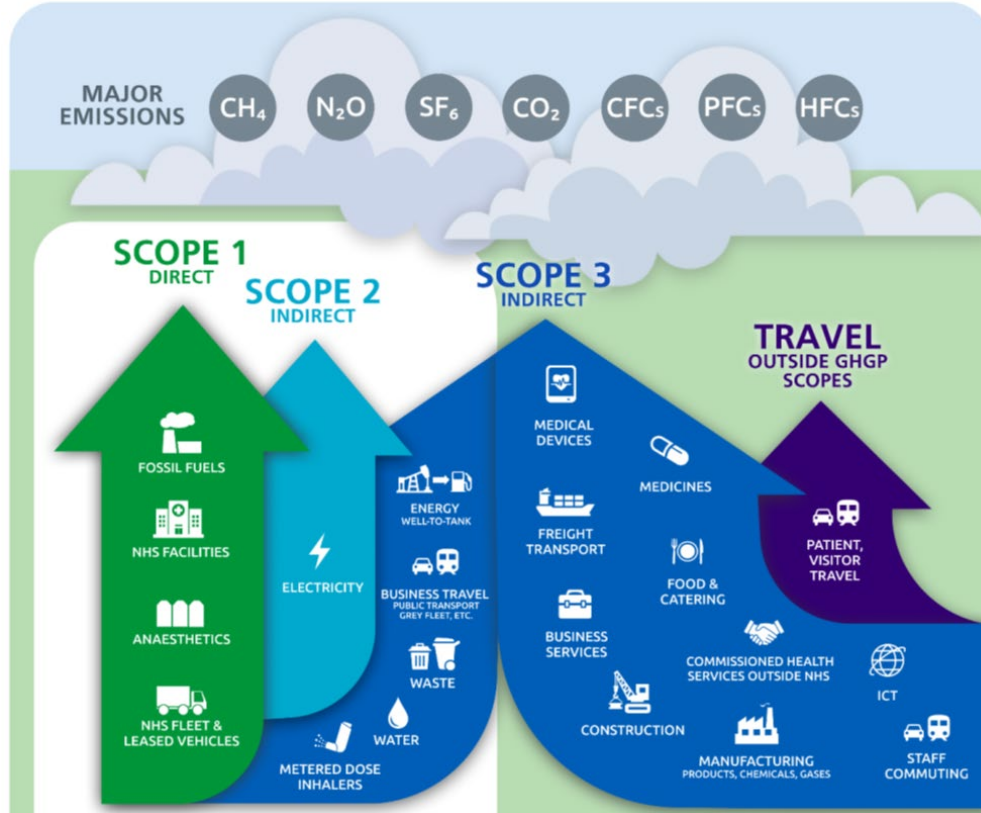 MAJOR
EMISSIONS
CH₄
N₂O
SF₆
CO₂
CFCs
PFCs
HFCs
SCOPE 1
DIRECT
SCOPE 2
INDIRECT
SCOPE 3
INDIRECT
TRAVEL
OUTSIDE GHGP
SCOPES
FOSSIL FUELS
NHS FACILITIES
ANAESTHETICS
NHS FLEET &
LEASED VEHICLES
ELECTRICITY
ENERGY
WELL-TO-TANK
BUSINESS TRAVEL
PUBLIC TRANSPORT
GREY FLEET, ETC.
WASTE
WATER
METERED DOSE
INHALERS
MEDICAL
DEVICES
MEDICINES
FREIGHT
TRANSPORT
FOOD &
CATERING
BUSINESS
SERVICES
COMMISSIONED HEALTH
SERVICES OUTSIDE NHS
CONSTRUCTION
MANUFACTURING
PRODUCTS, CHEMICALS, GASES
ICT
STAFF
COMMUTING
PATIENT,
VISITOR
TRAVEL